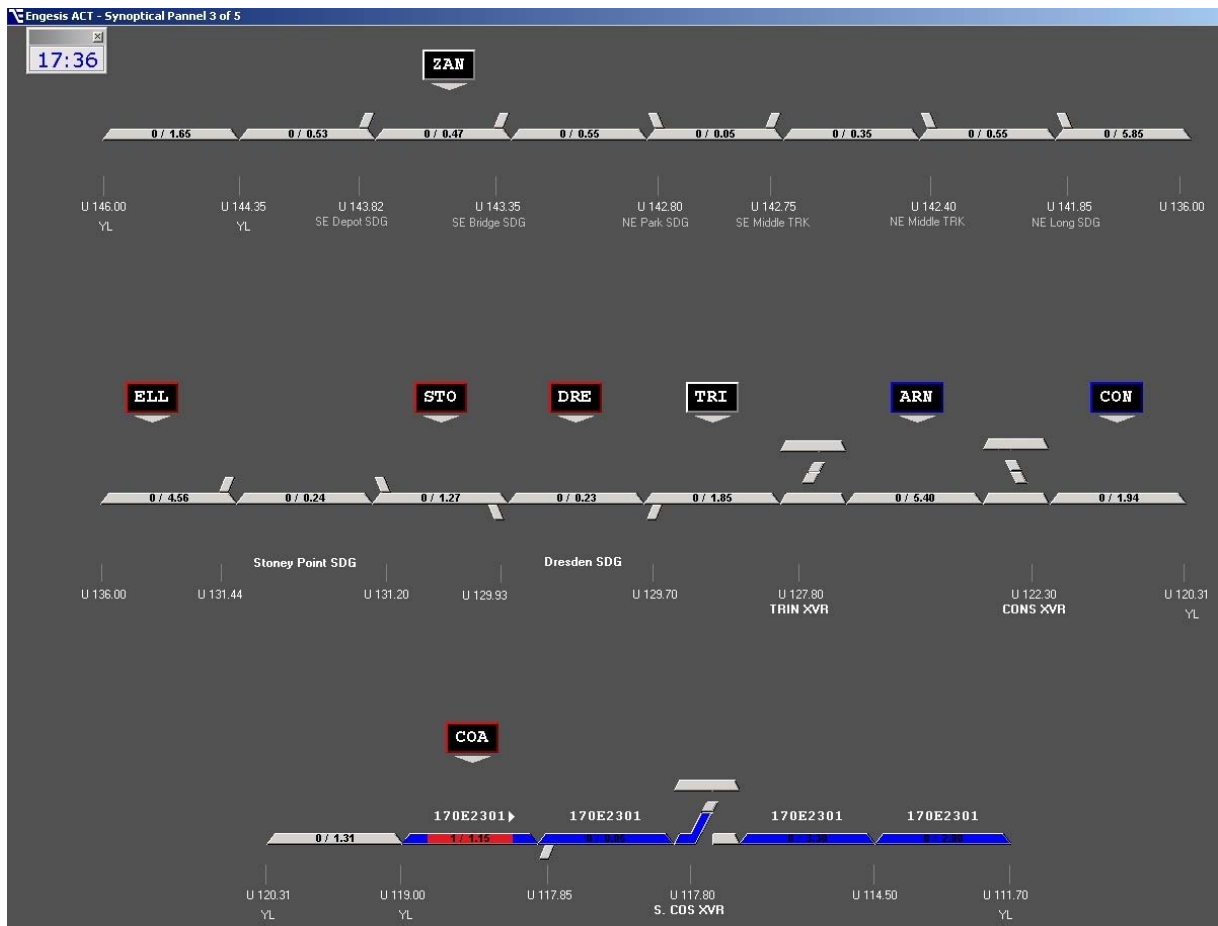 Engesis ACT - Synoptical Pannel 3 of 5
17:36
ZAN
0 / 1.65 0 / 0.53 0 / 0.47 0 / 0.55 0 / 0.05 0 / 0.35 0 / 0.55 0 / 5.85
U 146.00 U 144.35 U 143.82 U 143.35 U 142.80 U 142.75 U 142.40 U 141.85 U 136.00
YL YL SE Depot SDG SE Bridge SDG NE Park SDG SE Middle TRK NE Middle TRK NE Long SDG
ELL STO DRE TRI ARN CON
0 / 4.56 0 / 0.24 0 / 1.27 0 / 0.23 0 / 1.85 0 / 5.40 0 / 1.94
Stoney Point SDG Dresden SDG
U 136.00 U 131.44 U 131.20 U 129.93 U 129.70 U 127.80 U 122.30 U 120.31
TRIN XVR CONS XVR YL
COA
170E2301 170E2301 170E2301 170E2301
0 / 1.31 1 / 1.15 0 / 0.05
U 120.31 U 119.00 U 117.85 U 117.80 U 114.50 U 111.70
YL YL S. COS XVR YL